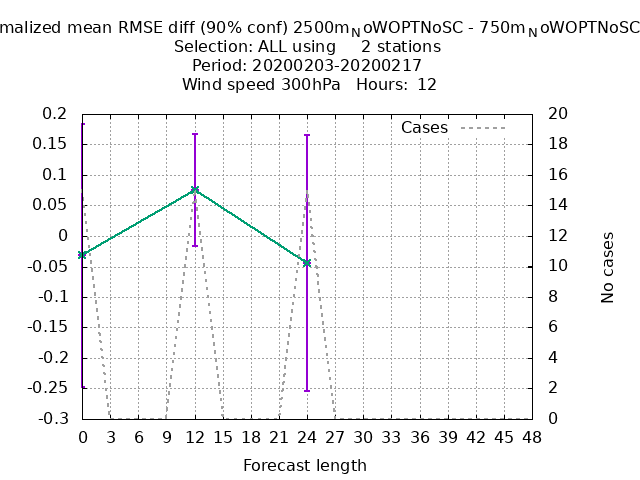 malized mean RMSE diff (90% conf) 2500mNoWOPTNoSC - 750mNoWOPTNoSC
Selection: ALL using 2 stations
Period: 20200203-20200217
Wind speed 300hPa Hours: 12
Cases
0.2
0.15
0.1
0.05
0
-0.05
-0.1
-0.15
-0.2
-0.25
-0.3
20
18
16
14
12
10
8
6
4
2
0
No cases
0 3 6 9 12 15 18 21 24 27 30 33 36 39 42 45 48
Forecast length